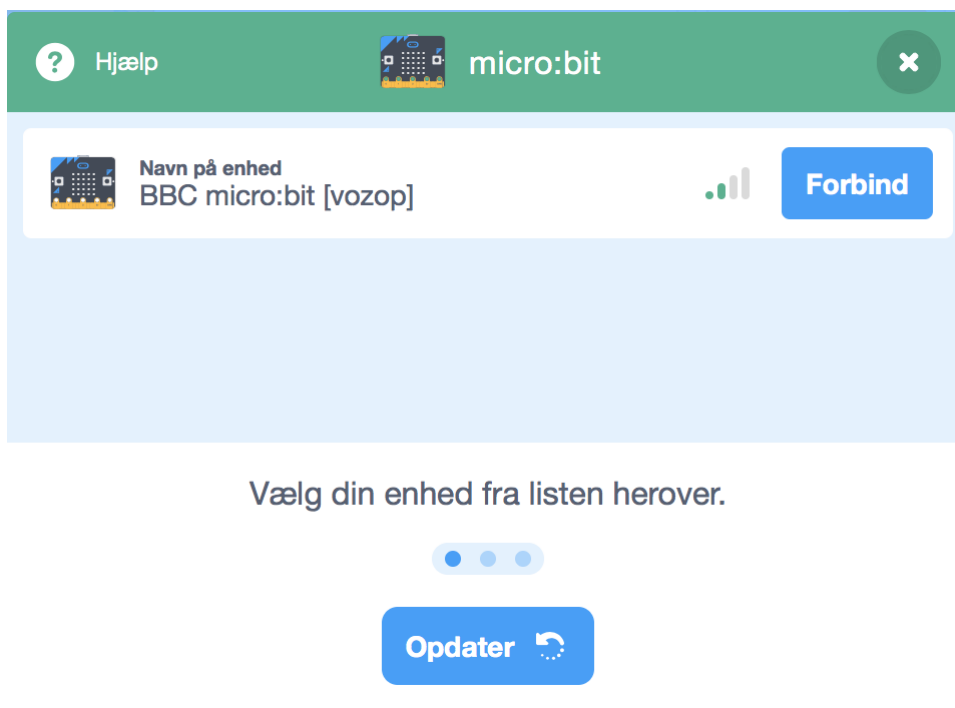 Hjælp
micro:bit
Navn på enhed
BBC micro:bit [vozop]
Forbind
Vælg din enhed fra listen herover.
Opdater